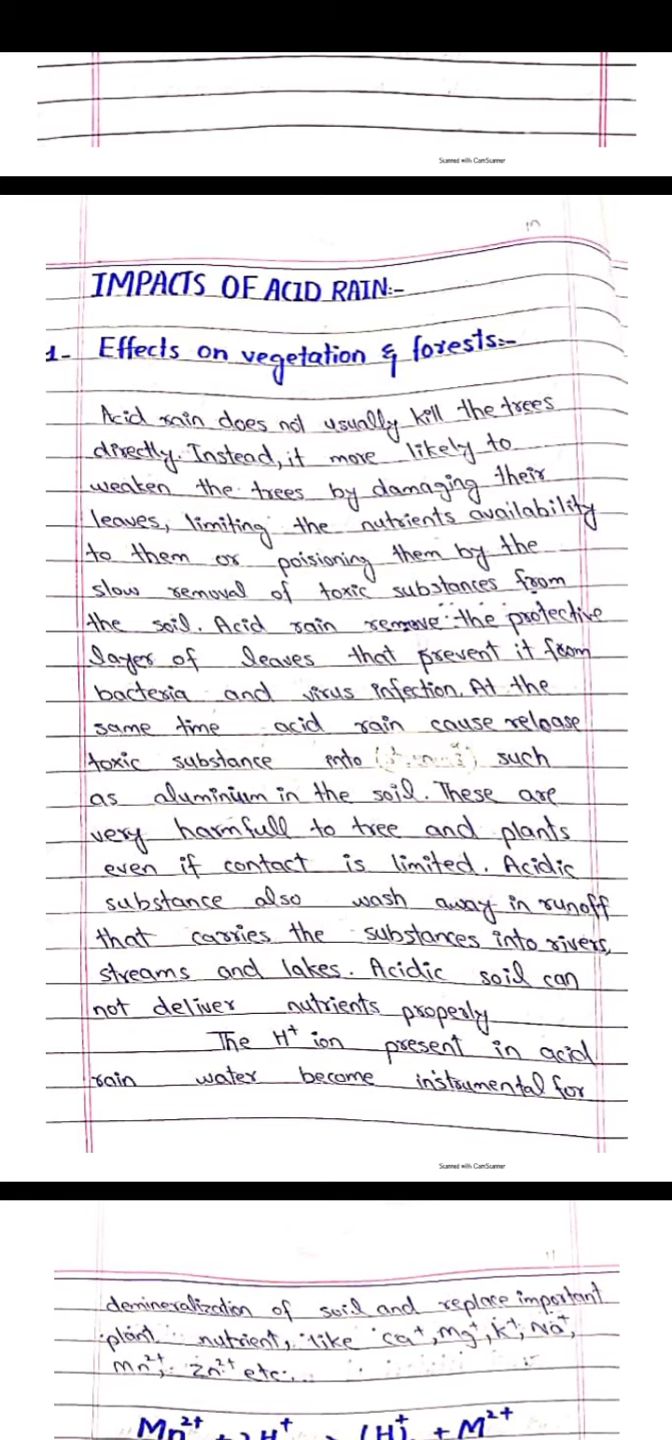 Scanned with CamScanner
IMPACTS OF ACID RAIN:-
1- Effects on vegetation & forests:-
Acid rain does not usually kill the trees
directly. Instead, it more likely to
weaken the trees by damaging their
leaves, limiting the nutrients availability
to them or poisioning them by the
slow removal of toxic substances from
the soil. Acid rain remove the protective
layer of leaves that prevent it from
bacteria and virus infection. At the
same time acid rain cause release
toxic substance into such
as aluminium in the soil. These are
very harmfull to tree and plants
even if contact is limited. Acidic
substance also wash away in runoff
that carries the substances into rivers,
streams and lakes. Acidic soil can
not deliver nutrients properly
The H⁺ ion present in acid
rain water become instrumental for
Scanned with CamScanner
demineralization of soil and replace important
plant nutrient, like Ca⁺, Mg⁺, K⁺, Na⁺,
Mn²⁺, Zn²⁺ etc.
Mn²⁺ + 2H⁺ → (H)⁺ + M²⁺